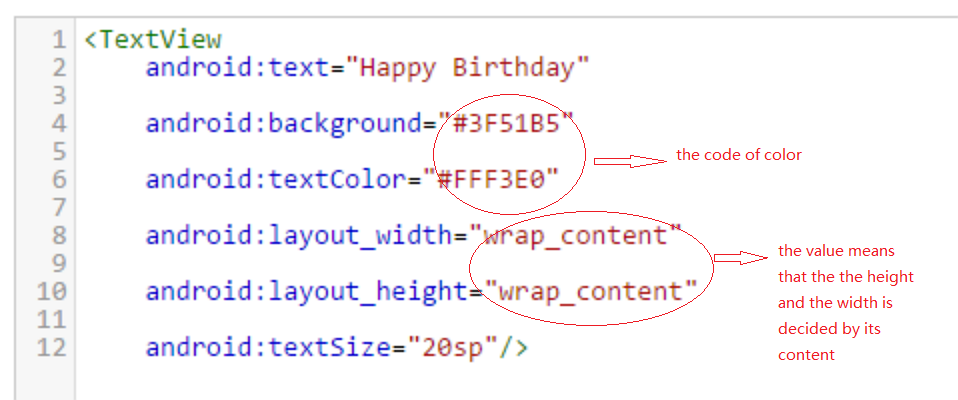 1 <TextView
2 android:text="Happy Birthday"
3
4 android:background="#3F51B5"
5
6 android:textColor="#FFF3E0"
7
8 android:layout_width="wrap_content"
9
10 android:layout_height="wrap_content"
11
12 android:textSize="20sp"/>
the code of color
the value means
that the the height
and the width is
decided by its
content